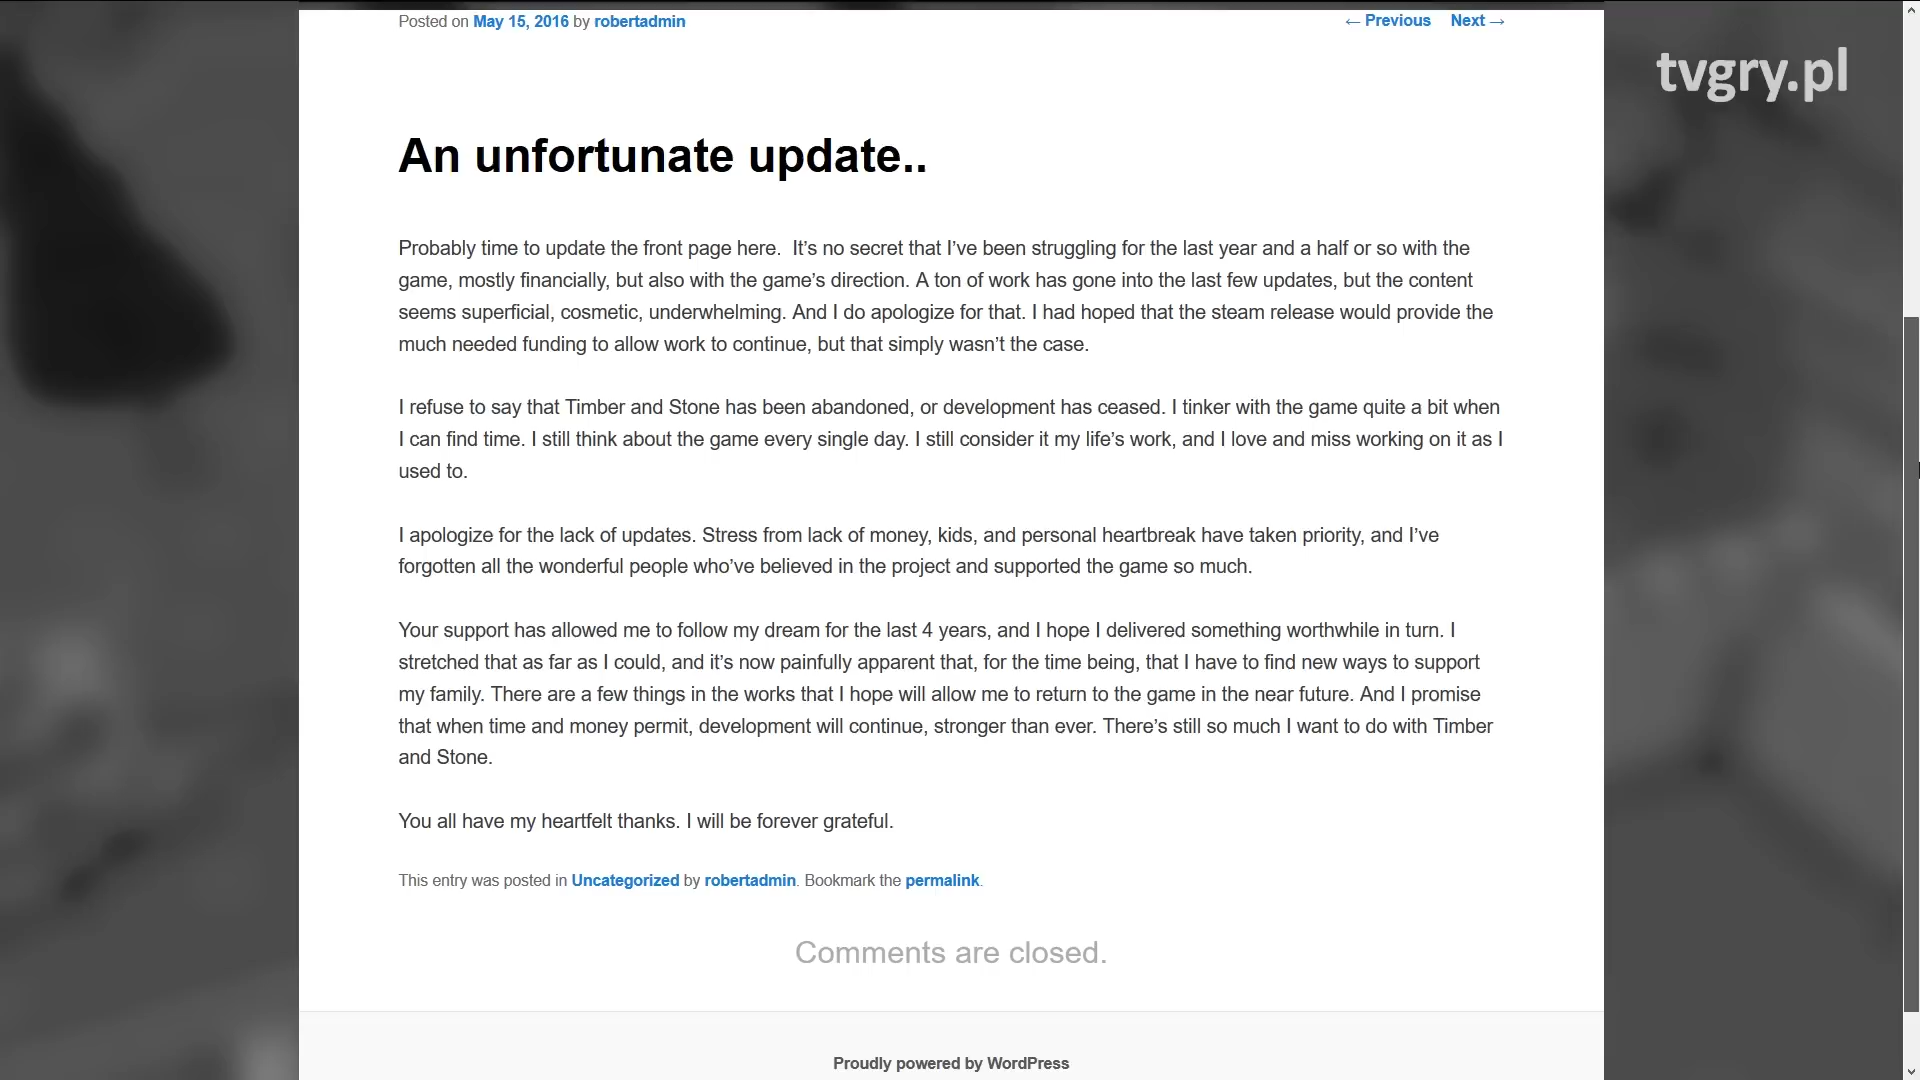 Posted on May 15, 2016 by robertadmin
← Previous Next →
tvgry.pl
An unfortunate update..
Probably time to update the front page here.  It’s no secret that I’ve been struggling for the last year and a half or so with the
game, mostly financially, but also with the game’s direction. A ton of work has gone into the last few updates, but the content
seems superficial, cosmetic, underwhelming. And I do apologize for that. I had hoped that the steam release would provide the
much needed funding to allow work to continue, but that simply wasn’t the case.
I refuse to say that Timber and Stone has been abandoned, or development has ceased. I tinker with the game quite a bit when
I can find time. I still think about the game every single day. I still consider it my life’s work, and I love and miss working on it as I
used to.
I apologize for the lack of updates. Stress from lack of money, kids, and personal heartbreak have taken priority, and I’ve
forgotten all the wonderful people who’ve believed in the project and supported the game so much.
Your support has allowed me to follow my dream for the last 4 years, and I hope I delivered something worthwhile in turn. I
stretched that as far as I could, and it’s now painfully apparent that, for the time being, that I have to find new ways to support
my family. There are a few things in the works that I hope will allow me to return to the game in the near future. And I promise
that when time and money permit, development will continue, stronger than ever. There’s still so much I want to do with Timber
and Stone.
You all have my heartfelt thanks. I will be forever grateful.
This entry was posted in Uncategorized by robertadmin. Bookmark the permalink.
Comments are closed.
Proudly powered by WordPress